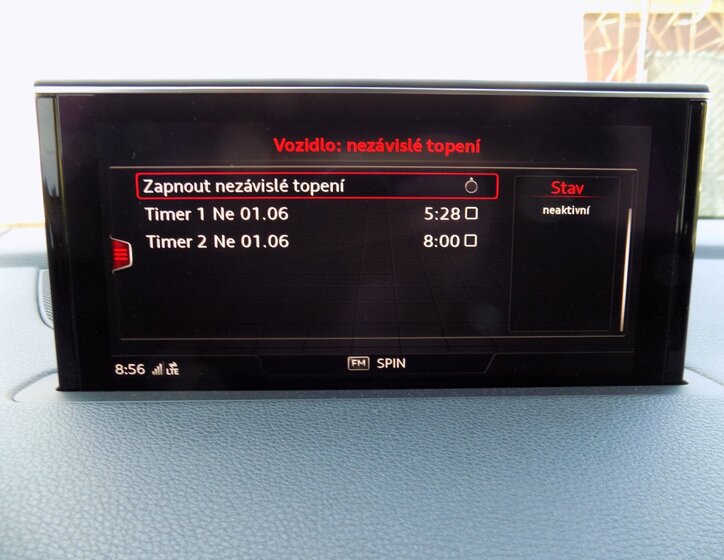 Vozidlo: nezávislé topení
Zapnout nezávislé topení
Timer 1 Ne 01.06 5:28
Timer 2 Ne 01.06 8:00
Stav
neaktivní
8:56 LTE
FM SPIN